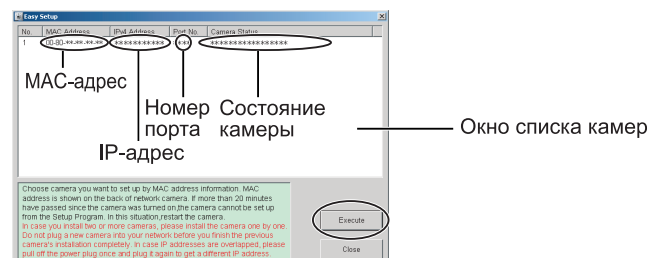 Easy Setup
No. MAC Address IPv4 Address Port No. Camera Status
1 00-80-**-**-**-** *********** *** *****************
MAC-адрес
Номер порта
Состояние камеры
IP-адрес
Окно списка камер
Choose camera you want to set up by MAC address information. MAC
address is shown on the back of network camera. If more than 20 minutes
have passed since the camera was turned on,the camera cannot be set up
from the Setup Program. In this situation,restart the camera.
In case you install two or more cameras, please install the camera one by one.
Do not plug a new camera into your network before you finish the previous
camera's installation completely. In case IP addresses are overlapped, please
pull off the power plug once and plug it again to get a different IP address.
Execute
Close